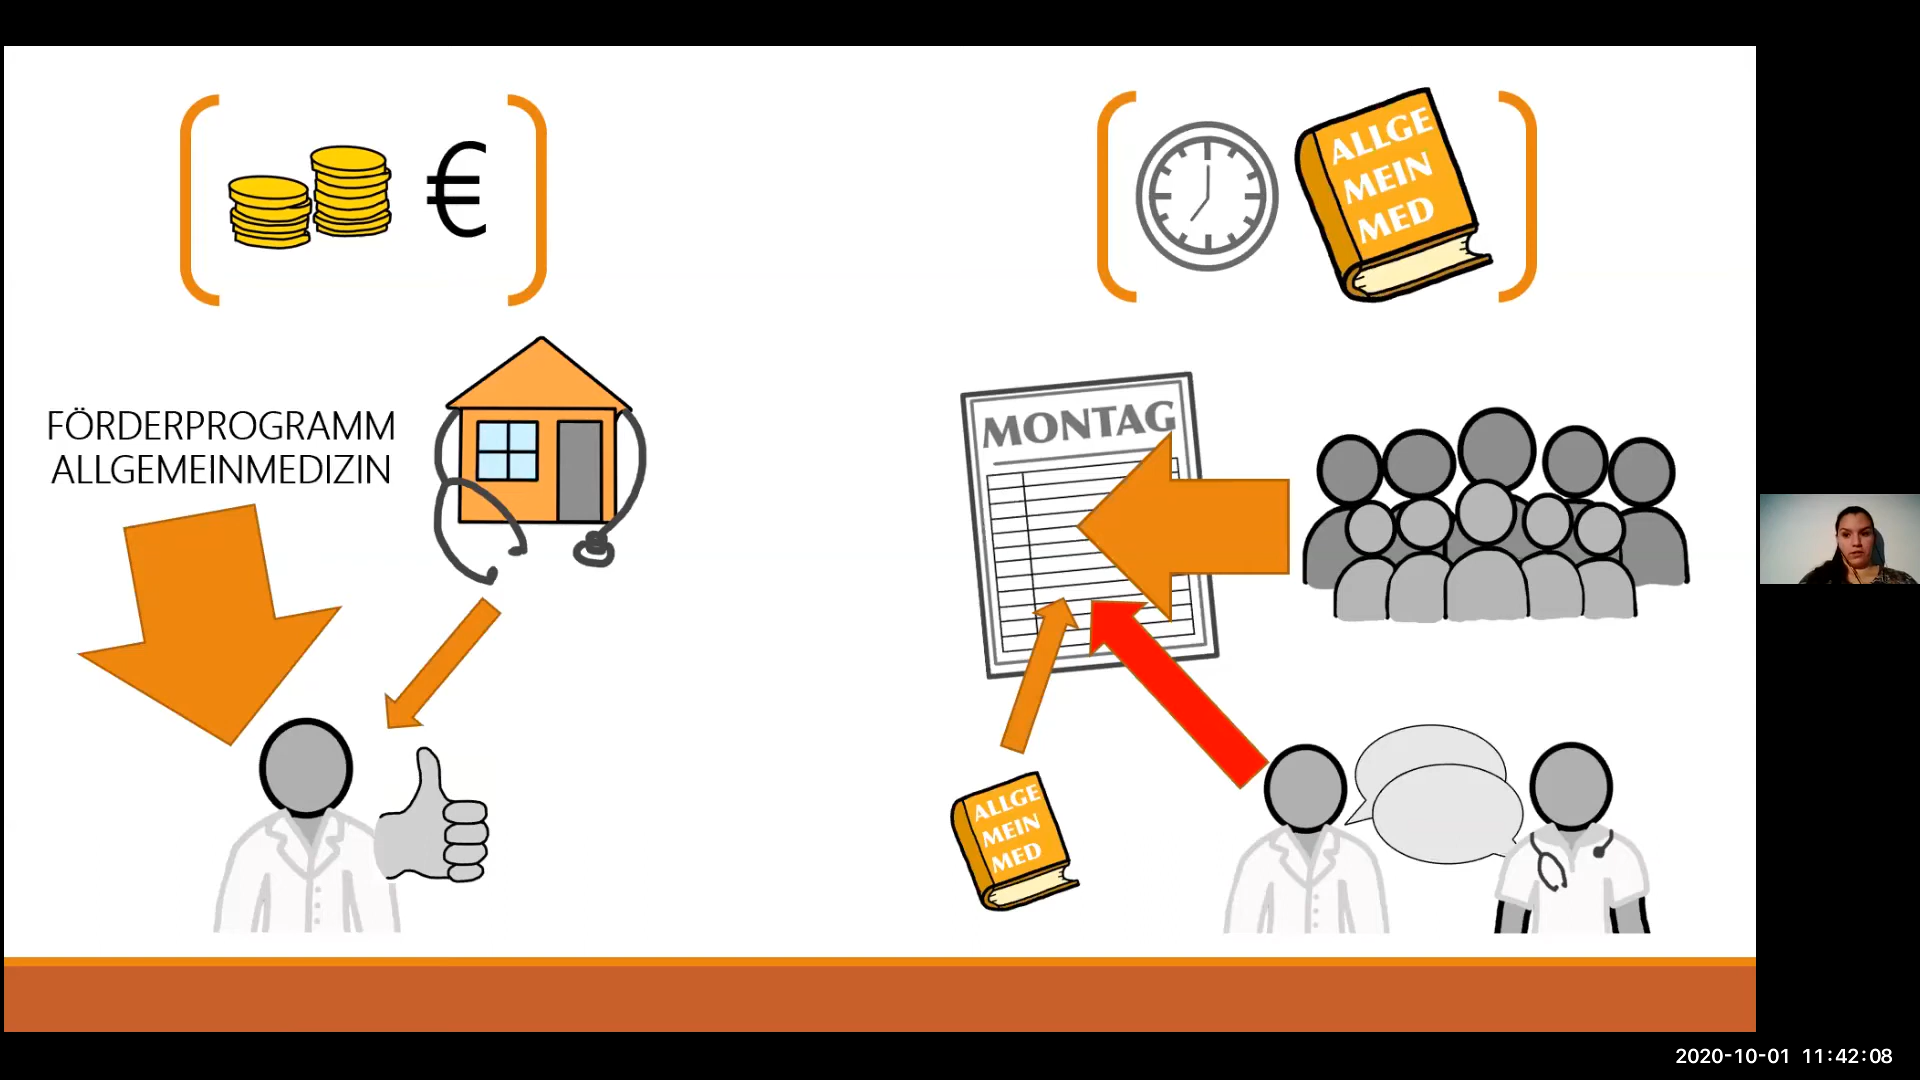 €
ALLGE
MEIN
MED
FÖRDERPROGRAMM
ALLGEMEINMEDIZIN
MONTAG
ALLGE
MEIN
MED
2020-10-01 11:42:08